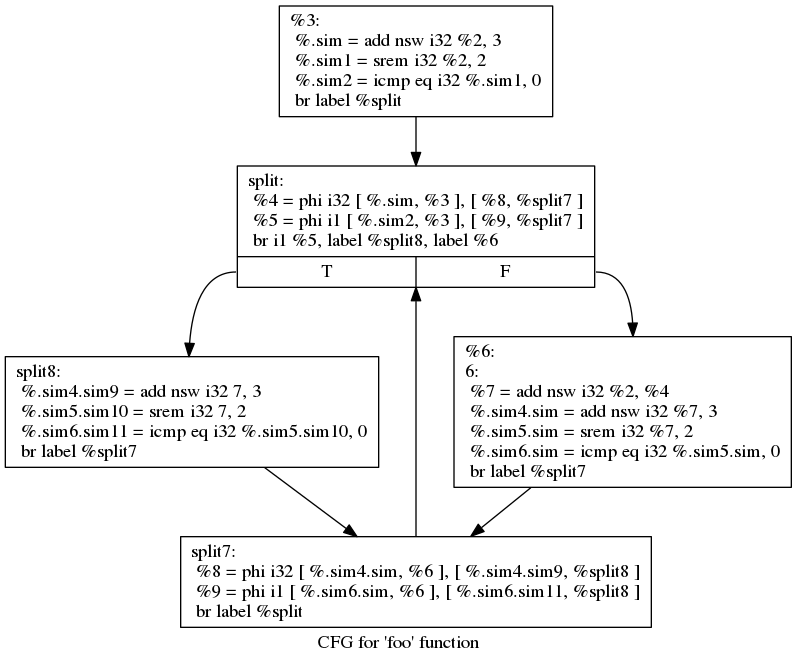 %3:
%.sim = add nsw i32 %2, 3
%.sim1 = srem i32 %2, 2
%.sim2 = icmp eq i32 %.sim1, 0
br label %split
split:
%4 = phi i32 [ %.sim, %3 ], [ %8, %split7 ]
%5 = phi i1 [ %.sim2, %3 ], [ %9, %split7 ]
br i1 %5, label %split8, label %6
T
F
split8:
%.sim4.sim9 = add nsw i32 7, 3
%.sim5.sim10 = srem i32 7, 2
%.sim6.sim11 = icmp eq i32 %.sim5.sim10, 0
br label %split7
%6:
6:
%7 = add nsw i32 %2, %4
%.sim4.sim = add nsw i32 %7, 3
%.sim5.sim = srem i32 %7, 2
%.sim6.sim = icmp eq i32 %.sim5.sim, 0
br label %split7
split7:
%8 = phi i32 [ %.sim4.sim, %6 ], [ %.sim4.sim9, %split8 ]
%9 = phi i1 [ %.sim6.sim, %6 ], [ %.sim6.sim11, %split8 ]
br label %split
CFG for 'foo' function